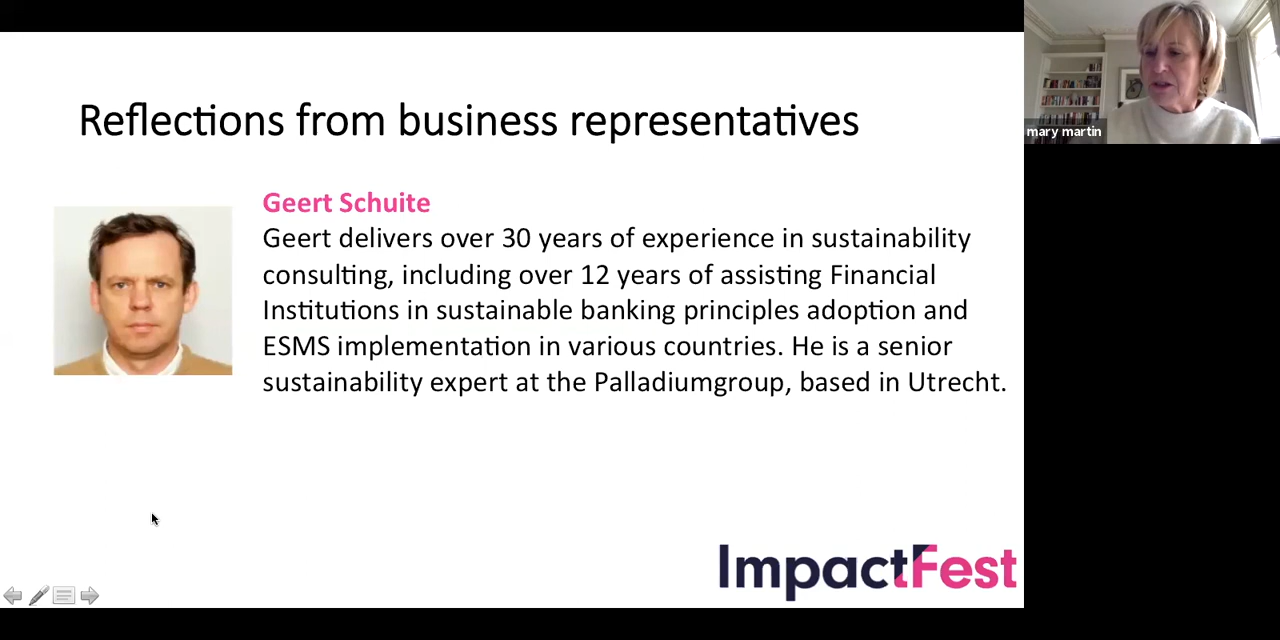 Reflections from business representatives
Geert Schuite
Geert delivers over 30 years of experience in sustainability
consulting, including over 12 years of assisting Financial
Institutions in sustainable banking principles adoption and
ESMS implementation in various countries. He is a senior
sustainability expert at the Palladiumgroup, based in Utrecht.
ImpactFest
mary martin